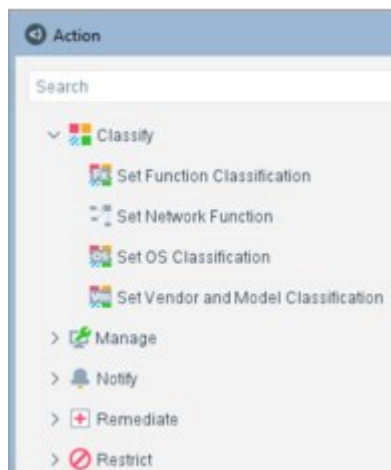 Action
Search
Classify
Set Function Classification
Set Network Function
Set OS Classification
Set Vendor and Model Classification
Manage
Notify
Remediate
Restrict